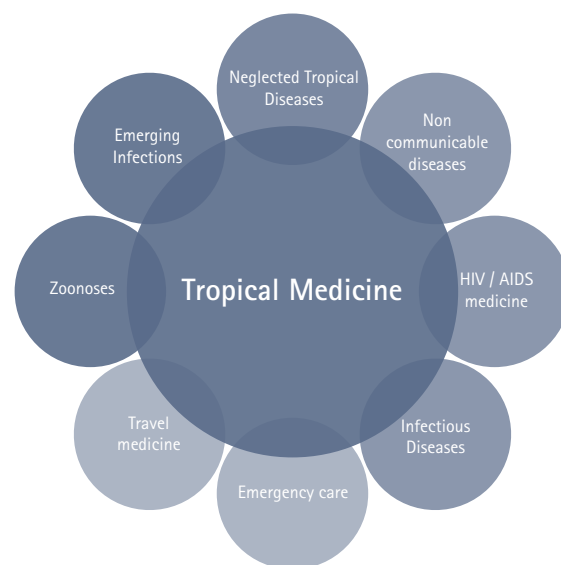 Neglected Tropical
Diseases
Non
communicable
diseases
HIV / AIDS
medicine
Infectious
Diseases
Emergency care
Travel
medicine
Zoonoses
Emerging
Infections
Tropical Medicine